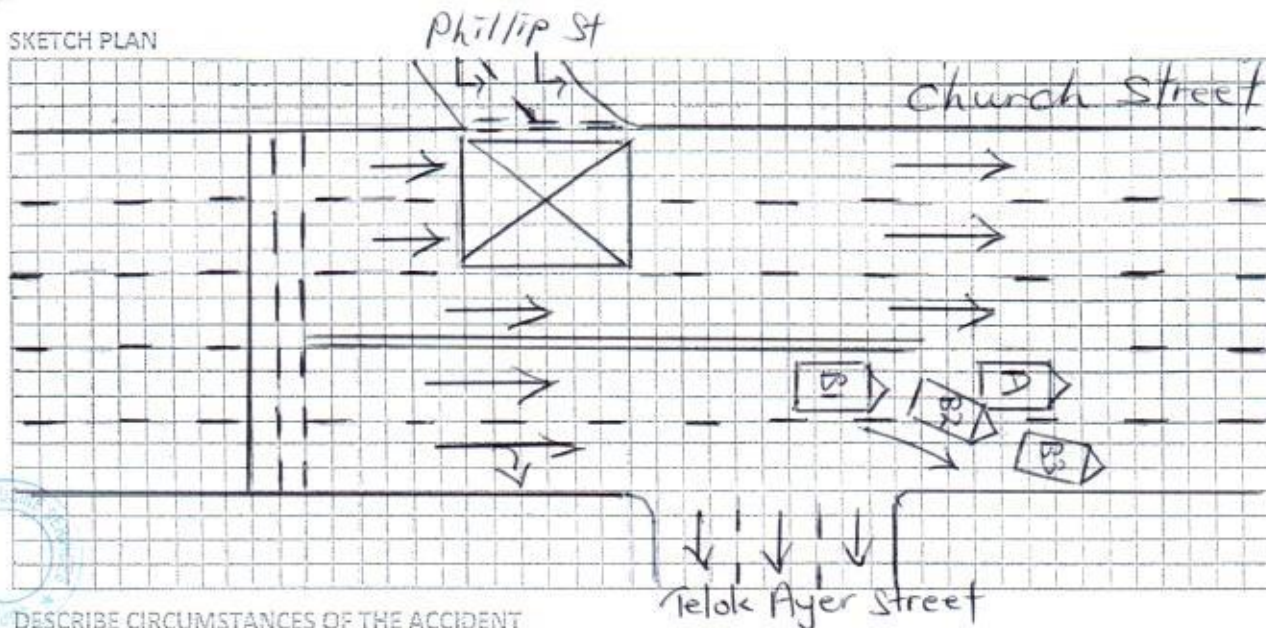 SKETCH PLAN
Phillip St
Church Street
B1
A
B2
B3
Telok Ayer Street
DESCRIBE CIRCUMSTANCES OF THE ACCIDENT